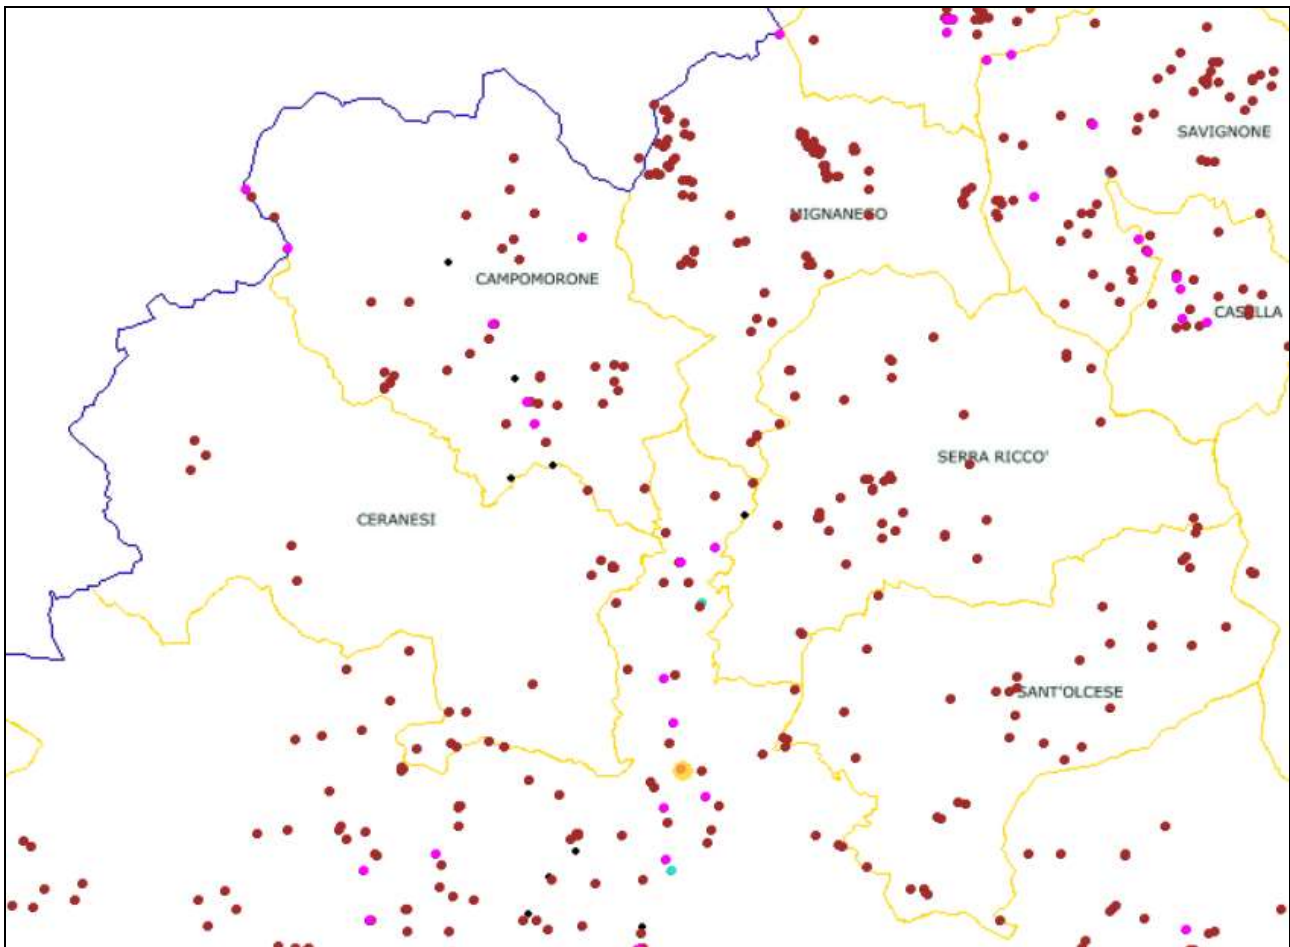 SAVIGNONE
MIGNANEGO
CAMPOMORONE
CASELLA
SERRA RICCO'
CERANESI
SANT'OLCESE